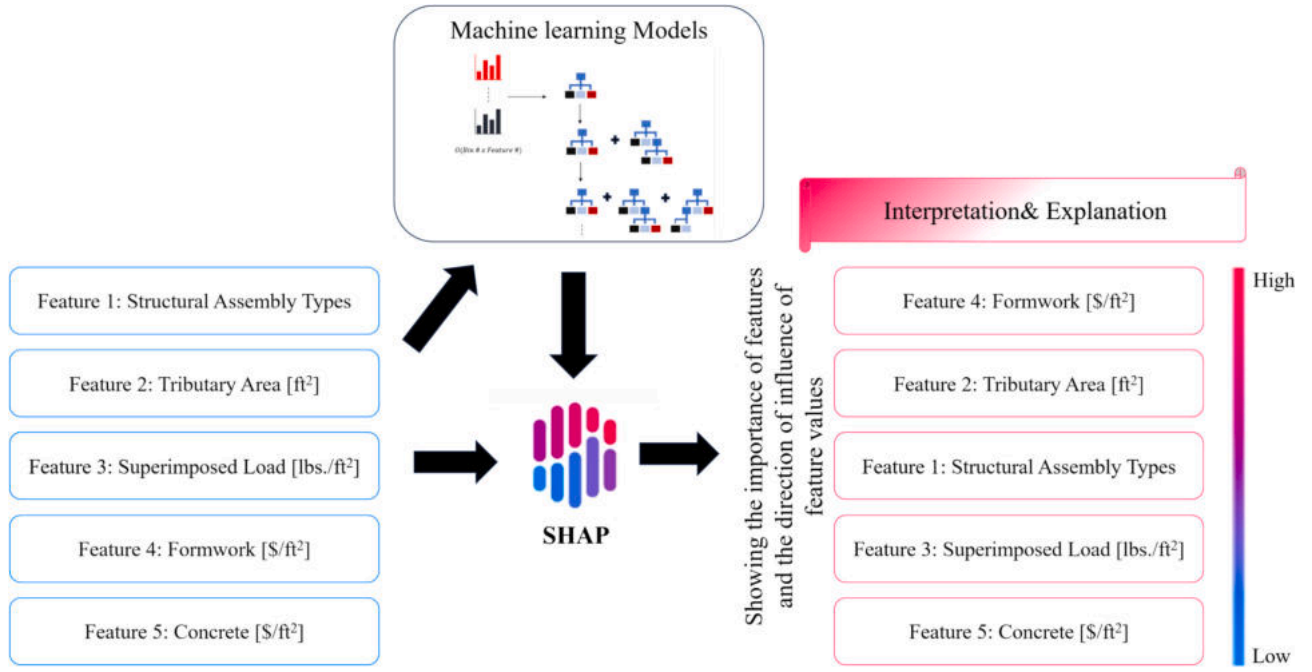 Machine learning Models
O(Bin # x Feature #)
Interpretation& Explanation
Feature 1: Structural Assembly Types
Feature 2: Tributary Area [ft²]
Feature 3: Superimposed Load [lbs./ft²]
Feature 4: Formwork [$/ft²]
Feature 5: Concrete [$/ft²]
SHAP
Showing the importance of features
and the direction of influence of
feature values
Feature 4: Formwork [$/ft²]
Feature 2: Tributary Area [ft²]
Feature 1: Structural Assembly Types
Feature 3: Superimposed Load [lbs./ft²]
Feature 5: Concrete [$/ft²]
High
Low